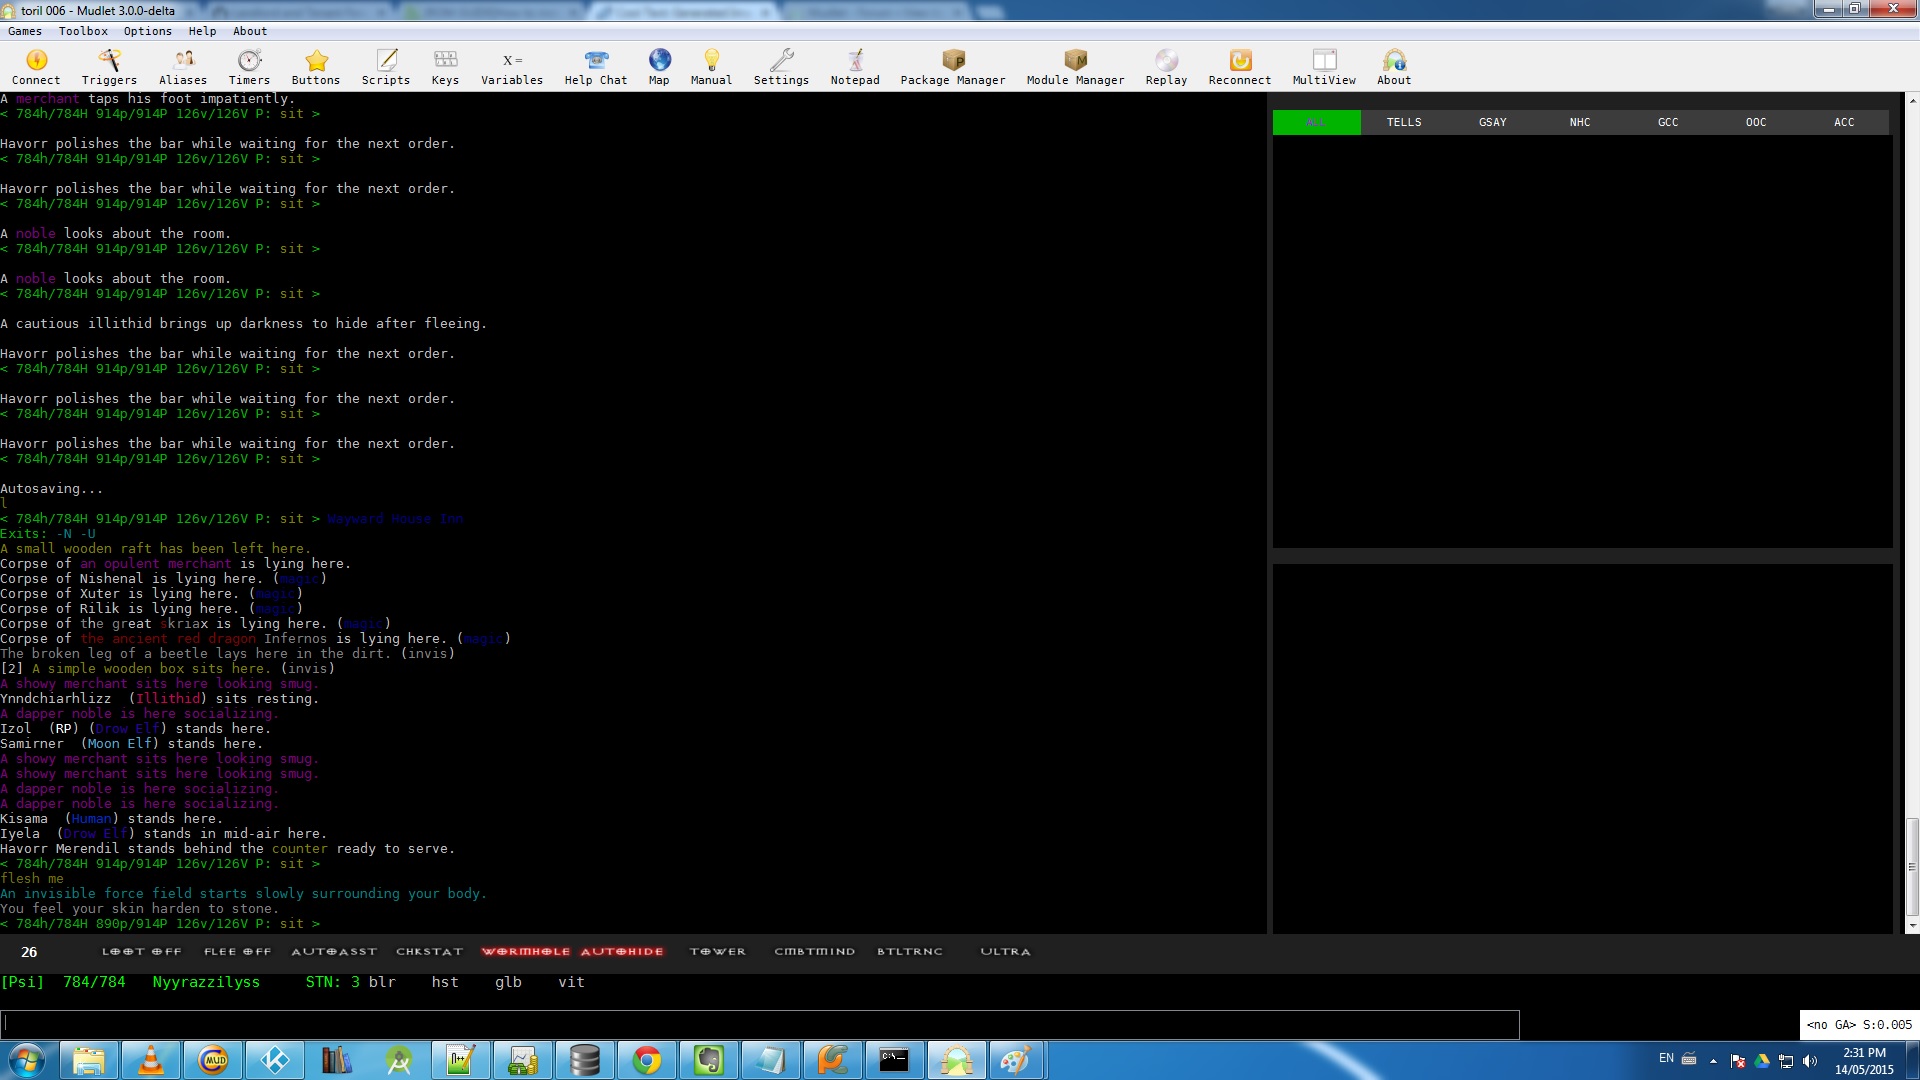 toril 006 - Mudlet 3.0.0-delta
Games Toolbox Options Help About
Connect Triggers Aliases Timers Buttons Scripts Keys Variables Help Chat Map Manual Settings Notepad Package Manager Module Manager Replay Reconnect MultiView About
A merchant taps his foot impatiently.
< 784h/784H 914p/914P 126v/126V P: sit >
Havorr polishes the bar while waiting for the next order.
< 784h/784H 914p/914P 126v/126V P: sit >
Havorr polishes the bar while waiting for the next order.
< 784h/784H 914p/914P 126v/126V P: sit >
A noble looks about the room.
< 784h/784H 914p/914P 126v/126V P: sit >
A noble looks about the room.
< 784h/784H 914p/914P 126v/126V P: sit >
A cautious illithid brings up darkness to hide after fleeing.
Havorr polishes the bar while waiting for the next order.
< 784h/784H 914p/914P 126v/126V P: sit >
Havorr polishes the bar while waiting for the next order.
< 784h/784H 914p/914P 126v/126V P: sit >
Havorr polishes the bar while waiting for the next order.
< 784h/784H 914p/914P 126v/126V P: sit >
Autosaving...
l
< 784h/784H 914p/914P 126v/126V P: sit > Wayward House Inn
Exits: -N -U
A small wooden raft has been left here.
Corpse of an opulent merchant is lying here.
Corpse of Nishenal is lying here. (magic)
Corpse of Xuter is lying here. (magic)
Corpse of Rilik is lying here. (magic)
Corpse of the great skriax is lying here. (magic)
Corpse of the ancient red dragon Infernos is lying here. (magic)
The broken leg of a beetle lays here in the dirt. (invis)
[2] A simple wooden box sits here. (invis)
A showy merchant sits here looking smug.
Ynndchiarhlizz (Illithid) sits resting.
A dapper noble is here socializing.
Izol (RP) (Drow Elf) stands here.
Samirner (Moon Elf) stands here.
A showy merchant sits here looking smug.
A showy merchant sits here looking smug.
A dapper noble is here socializing.
A dapper noble is here socializing.
Kisama (Human) stands here.
Iyela (Drow Elf) stands in mid-air here.
Havorr Merendil stands behind the counter ready to serve.
< 784h/784H 914p/914P 126v/126V P: sit >
flesh me
An invisible force field starts slowly surrounding your body.
You feel your skin harden to stone.
< 784h/784H 890p/914P 126v/126V P: sit >
ALL TELLS GSAY NHC GCC OOC ACC
26 LOOT OFF FLEE OFF AUTOASST CHKSTAT WORMHOLE AUTOHIDE TOWER CMBTMIND BTLTRNC ULTRA
[Psi] 784/784 Nyyrazzilyss STN: 3 blr hst glb vit
<no GA> S:0.005
EN
2:31 PM
14/05/2015